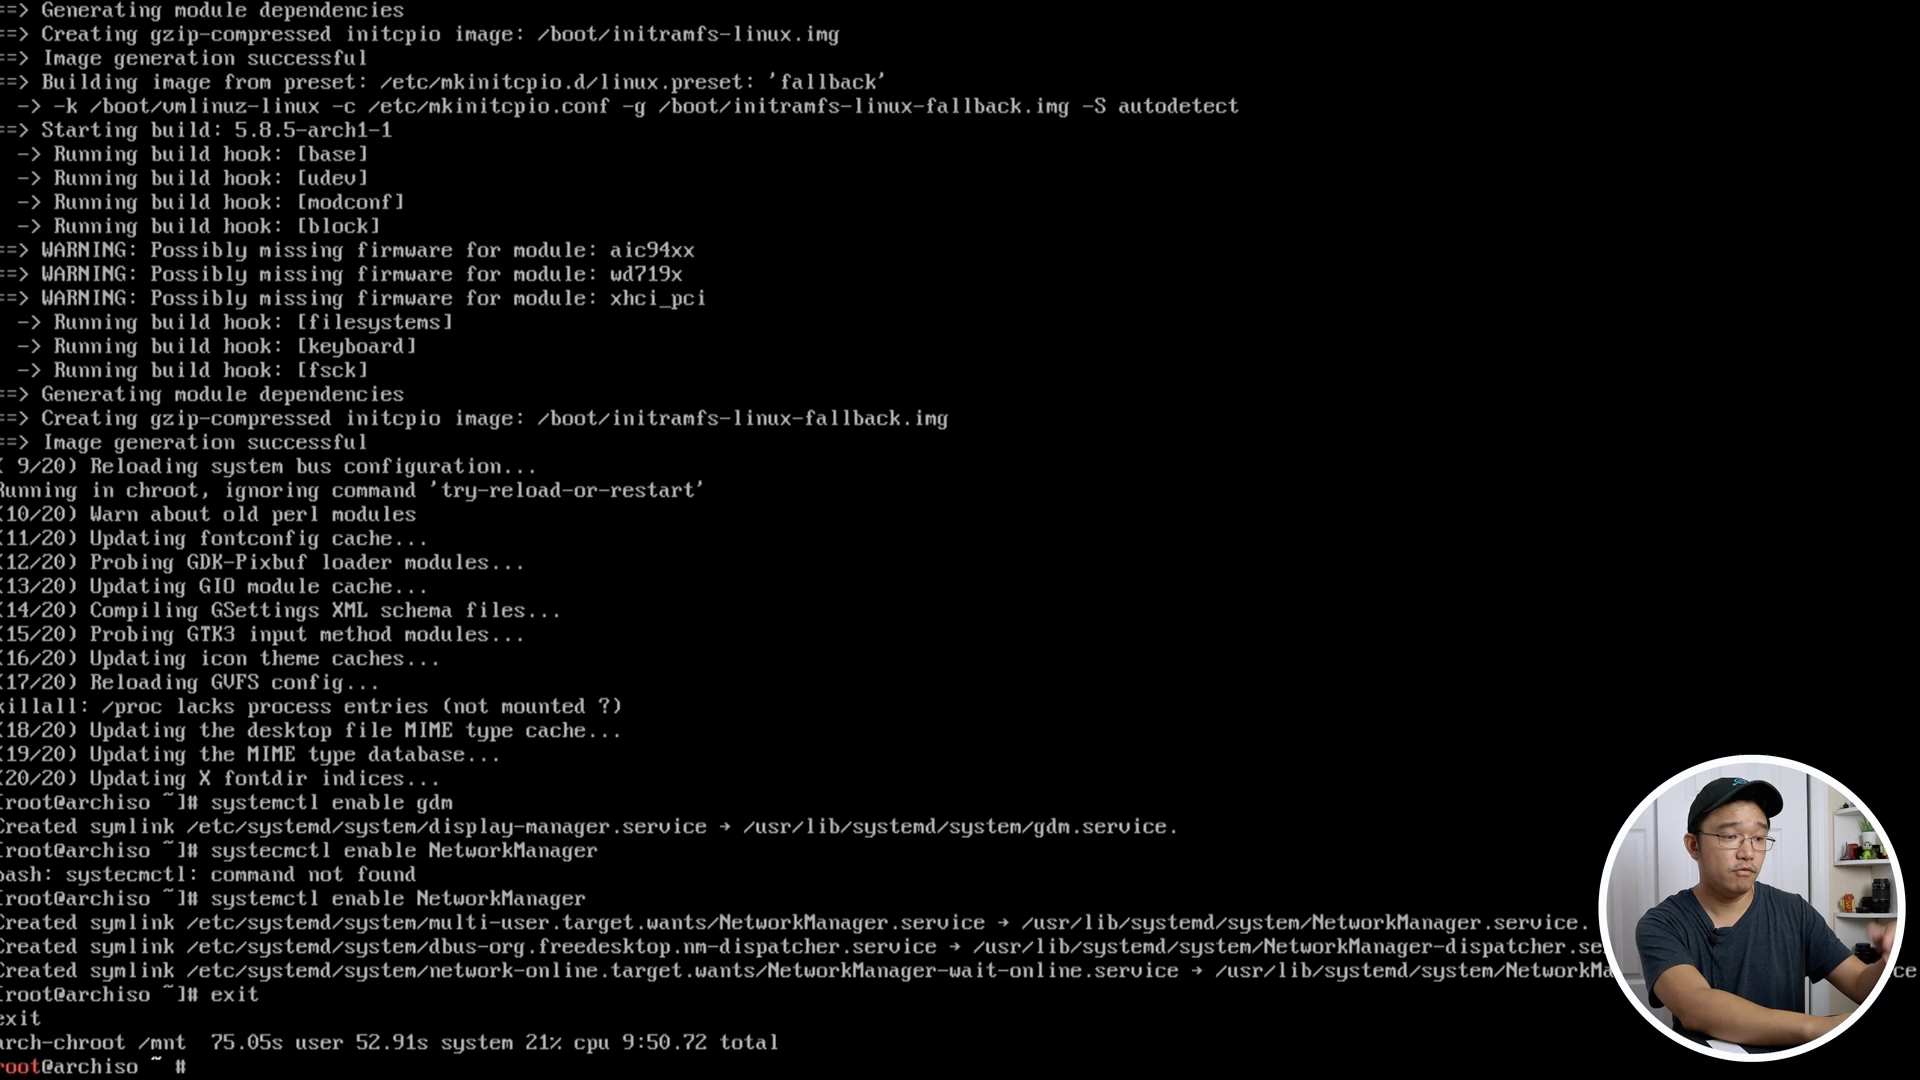 ==> Generating module dependencies
==> Creating gzip-compressed initcpio image: /boot/initramfs-linux.img
==> Image generation successful
==> Building image from preset: /etc/mkinitcpio.d/linux.preset: 'fallback'
  -> -k /boot/vmlinuz-linux -c /etc/mkinitcpio.conf -g /boot/initramfs-linux-fallback.img -S autodetect
==> Starting build: 5.8.5-arch1-1
  -> Running build hook: [base]
  -> Running build hook: [udev]
  -> Running build hook: [modconf]
  -> Running build hook: [block]
==> WARNING: Possibly missing firmware for module: aic94xx
==> WARNING: Possibly missing firmware for module: wd719x
==> WARNING: Possibly missing firmware for module: xhci_pci
  -> Running build hook: [filesystems]
  -> Running build hook: [keyboard]
  -> Running build hook: [fsck]
==> Generating module dependencies
==> Creating gzip-compressed initcpio image: /boot/initramfs-linux-fallback.img
==> Image generation successful
( 9/20) Reloading system bus configuration...
Running in chroot, ignoring command 'try-reload-or-restart'
(10/20) Warn about old perl modules
(11/20) Updating fontconfig cache...
(12/20) Probing GDK-Pixbuf loader modules...
(13/20) Updating GIO module cache...
(14/20) Compiling GSettings XML schema files...
(15/20) Probing GTK3 input method modules...
(16/20) Updating icon theme caches...
(17/20) Reloading GVFS config...
killall: /proc lacks process entries (not mounted ?)
(18/20) Updating the desktop file MIME type cache...
(19/20) Updating the MIME type database...
(20/20) Updating X fontdir indices...
[root@archiso ~]# systemctl enable gdm
Created symlink /etc/systemd/system/display-manager.service → /usr/lib/systemd/system/gdm.service.
[root@archiso ~]# systecmctl enable NetworkManager
bash: systecmctl: command not found
[root@archiso ~]# systemctl enable NetworkManager
Created symlink /etc/systemd/system/multi-user.target.wants/NetworkManager.service → /usr/lib/systemd/system/NetworkManager.service.
Created symlink /etc/systemd/system/dbus-org.freedesktop.nm-dispatcher.service → /usr/lib/systemd/system/NetworkManager-dispatcher.se
Created symlink /etc/systemd/system/network-online.target.wants/NetworkManager-wait-online.service → /usr/lib/systemd/system/NetworkMa
[root@archiso ~]# exit
exit
arch-chroot /mnt  75.05s user 52.91s system 21% cpu 9:50.72 total
root@archiso ~ #